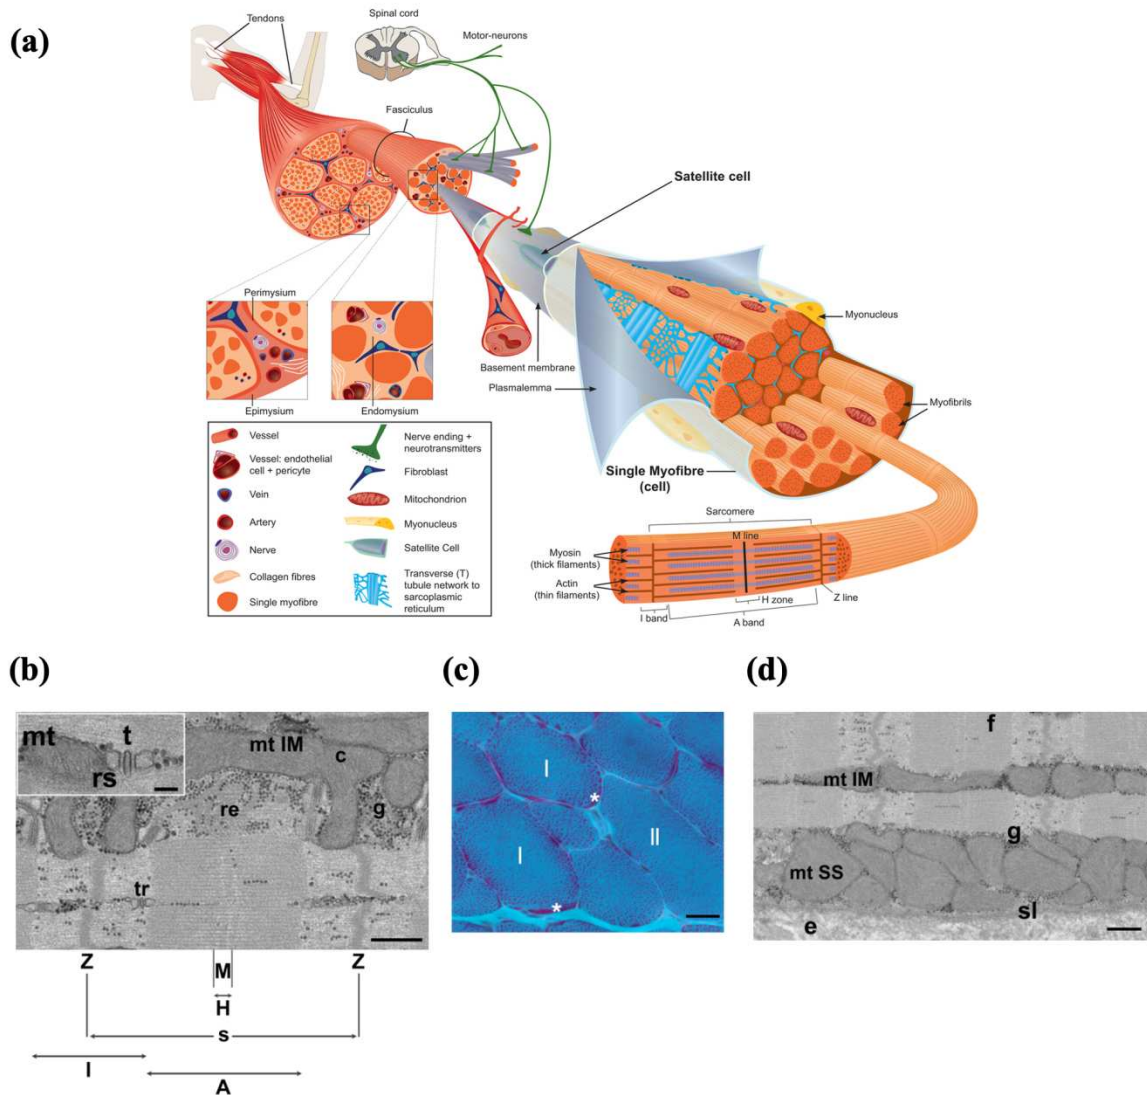 (a)
Tendons
Spinal cord
Motor-neurons
Fasciculus
Satellite cell
Perimysium
Epimysium
Endomysium
Basement membrane
Plasmalemma
Myonucleus
Myofibrils
Single Myofibre
(cell)
Vessel
Vessel: endothelial
cell + pericyte
Vein
Artery
Nerve
Collagen fibres
Single myofibre
Nerve ending +
neurotransmitters
Fibroblast
Mitochondrion
Myonucleus
Satellite Cell
Transverse (T)
tubule network to
sarcoplasmic
reticulum
Sarcomere
M line
Myosin
(thick filaments)
Actin
(thin filaments)
Z line
H zone
I band
A band
(b)
mt
t
rs
mt IM
c
re
g
tr
Z
M
Z
H
s
I
A
(c)
I
*
II
I
*
(d)
f
mt IM
g
mt SS
sl
e